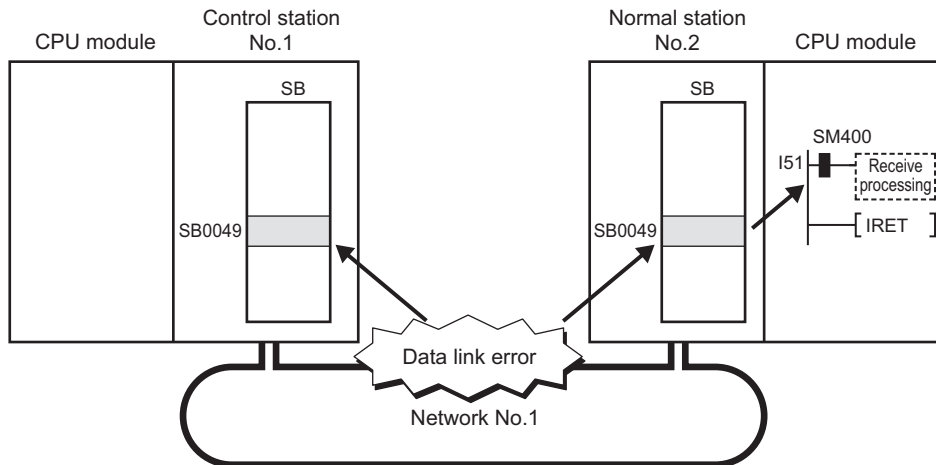 Control station
No.1
Normal station
No.2
CPU module
CPU module
SB
SB
SM400
I51
Receive
processing
SB0049
SB0049
IRET
Data link error
Network No.1